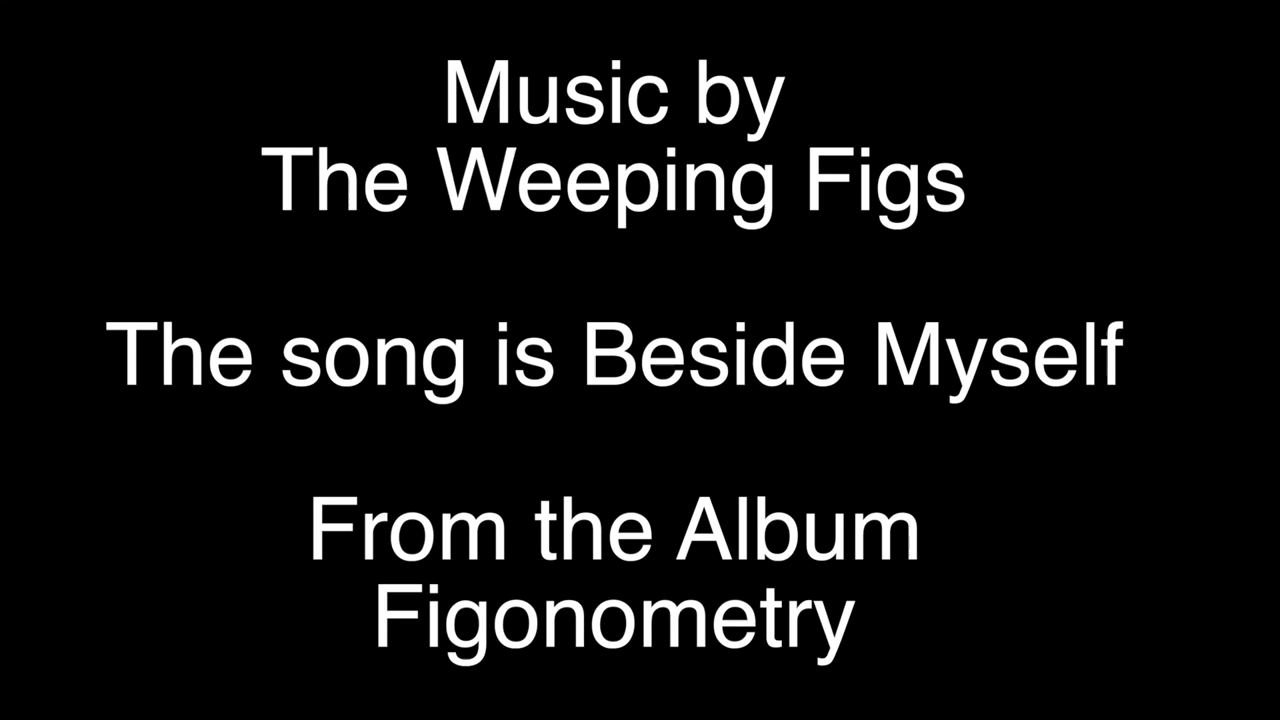 Music by
The Weeping Figs
The song is Beside Myself
From the Album
Figonometry